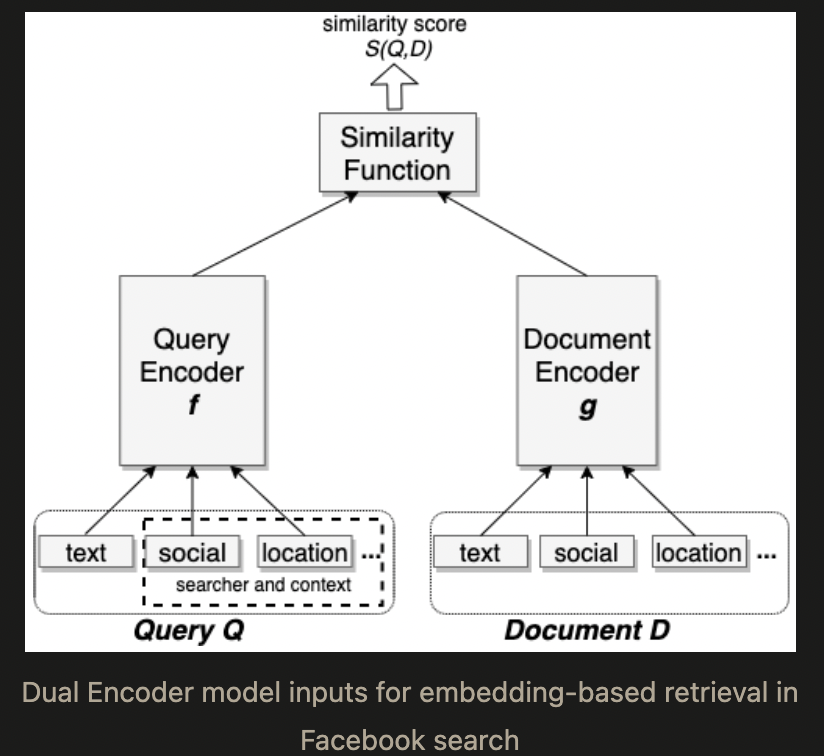 similarity score
S(Q,D)
Similarity
Function
Query
Encoder
f
Document
Encoder
g
text
social
location
...
searcher and context
Query Q
text
social
location
...
Document D
Dual Encoder model inputs for embedding-based retrieval in
Facebook search